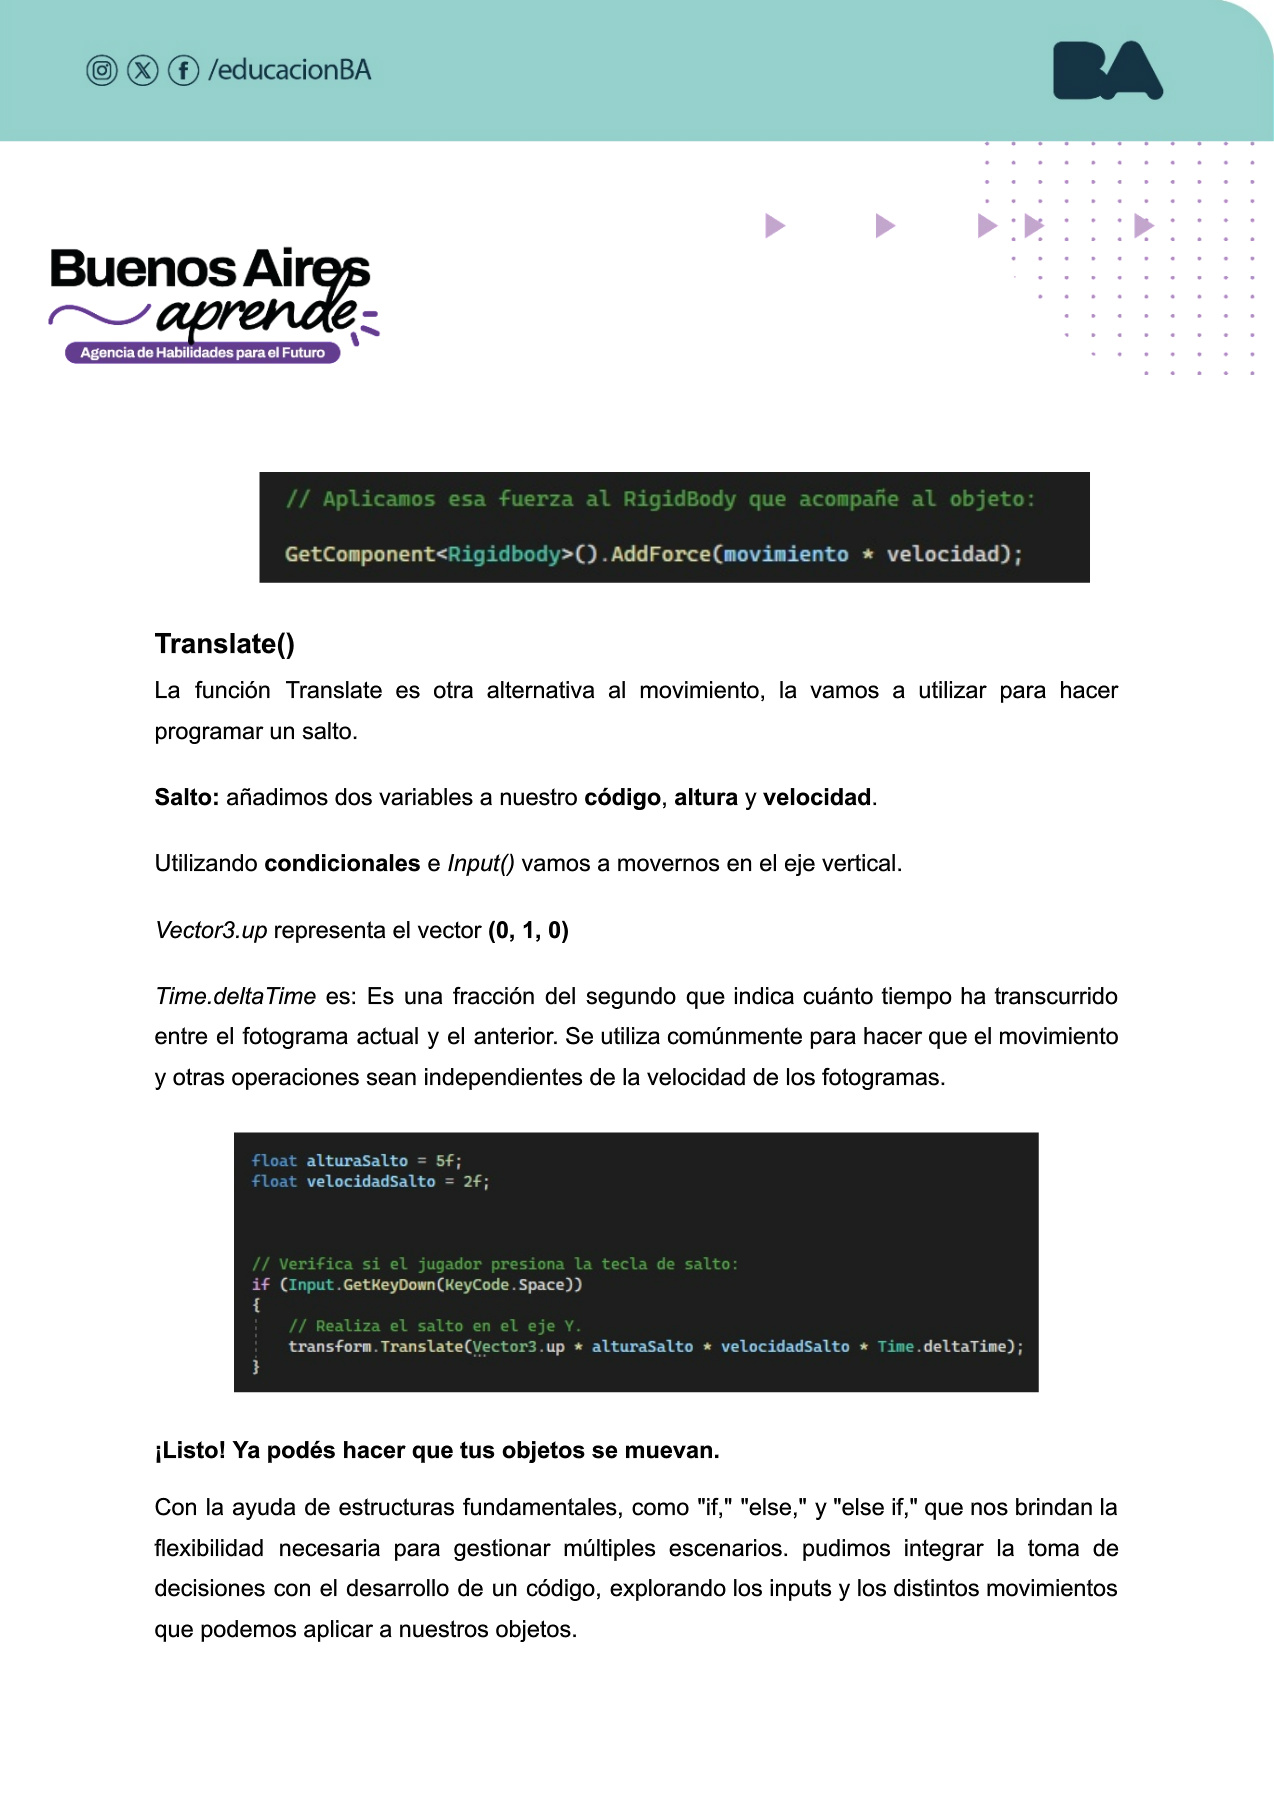 /educacionBA
BA
Buenos Aires
aprende
Agencia de Habilidades para el Futuro
// Aplicamos esa fuerza al RigidBody que acompañe al objeto:
GetComponent<Rigidbody>().AddForce(movimiento * velocidad);
Translate()
La función Translate es otra alternativa al movimiento, la vamos a utilizar para hacer
programar un salto.
Salto: añadimos dos variables a nuestro código, altura y velocidad.
Utilizando condicionales e Input() vamos a movernos en el eje vertical.
Vector3.up representa el vector (0, 1, 0)
Time.deltaTime es: Es una fracción del segundo que indica cuánto tiempo ha transcurrido
entre el fotograma actual y el anterior. Se utiliza comúnmente para hacer que el movimiento
y otras operaciones sean independientes de la velocidad de los fotogramas.
float alturaSalto = 5f;
float velocidadSalto = 2f;
// Verifica si el jugador presiona la tecla de salto:
if (Input.GetKeyDown(KeyCode.Space))
{
// Realiza el salto en el eje Y.
transform.Translate(Vector3.up * alturaSalto * velocidadSalto * Time.deltaTime);
}
¡Listo! Ya podés hacer que tus objetos se muevan.
Con la ayuda de estructuras fundamentales, como "if," "else," y "else if," que nos brindan la
flexibilidad necesaria para gestionar múltiples escenarios. pudimos integrar la toma de
decisiones con el desarrollo de un código, explorando los inputs y los distintos movimientos
que podemos aplicar a nuestros objetos.